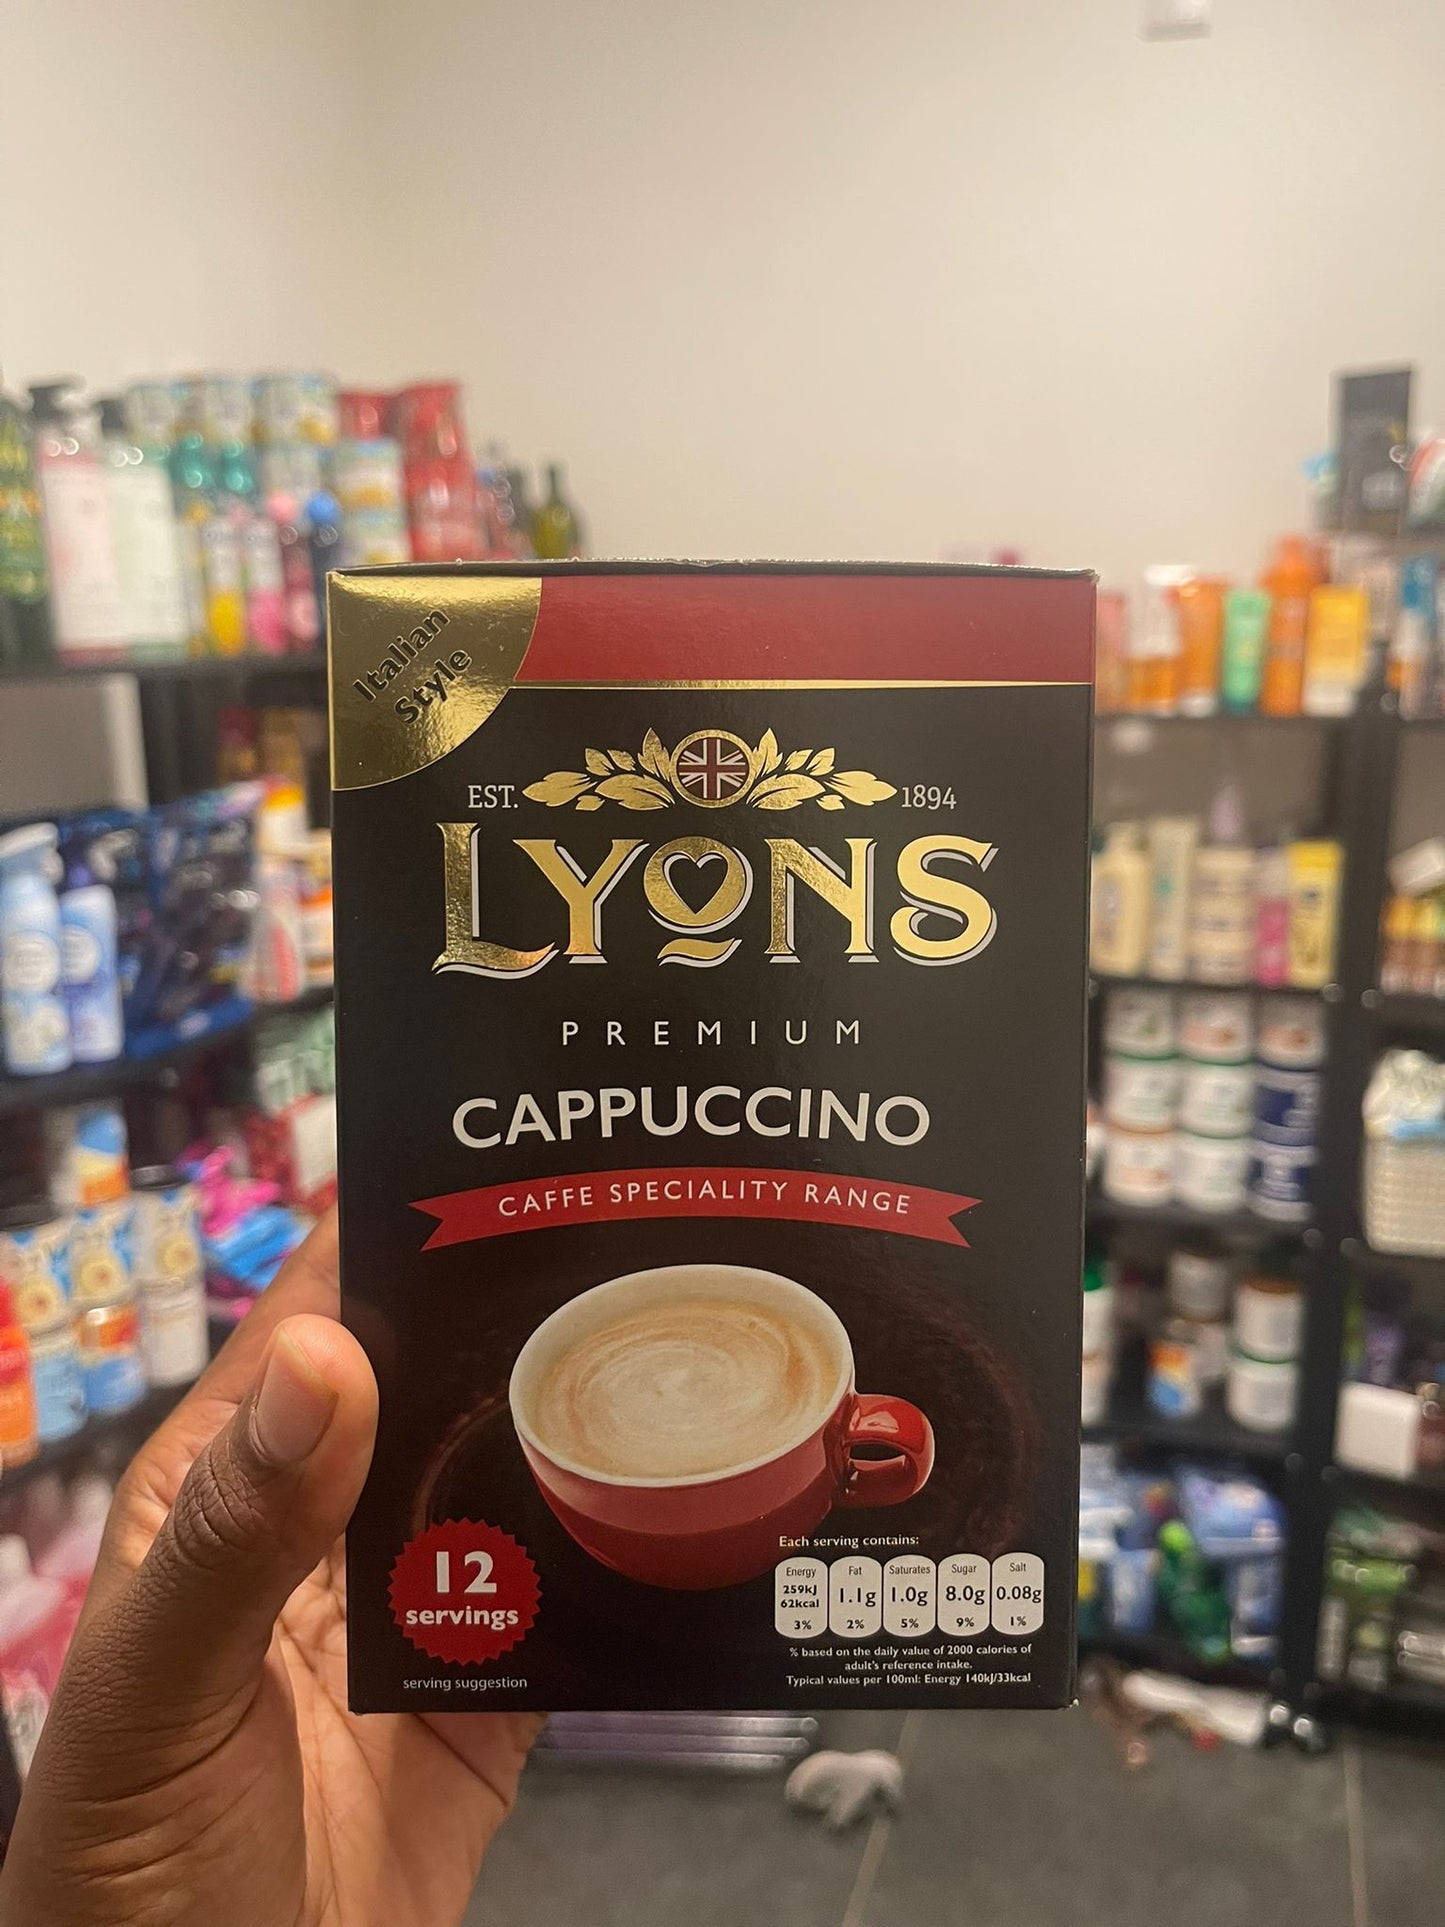 Italian
Style
EST. 1894
LYONS
PREMIUM
CAPPUCCINO
CAFFE SPECIALITY RANGE
12
servings
serving suggestion
Each serving contains:
Energy Fat Saturates Sugar Salt
259kJ
62kcal 1.1g 1.0g 8.0g 0.08g
3% 2% 5% 9% 1%
% based on the daily value of 2000 calories of
adult's reference intake.
Typical values per 100ml: Energy 140kJ/33kcal